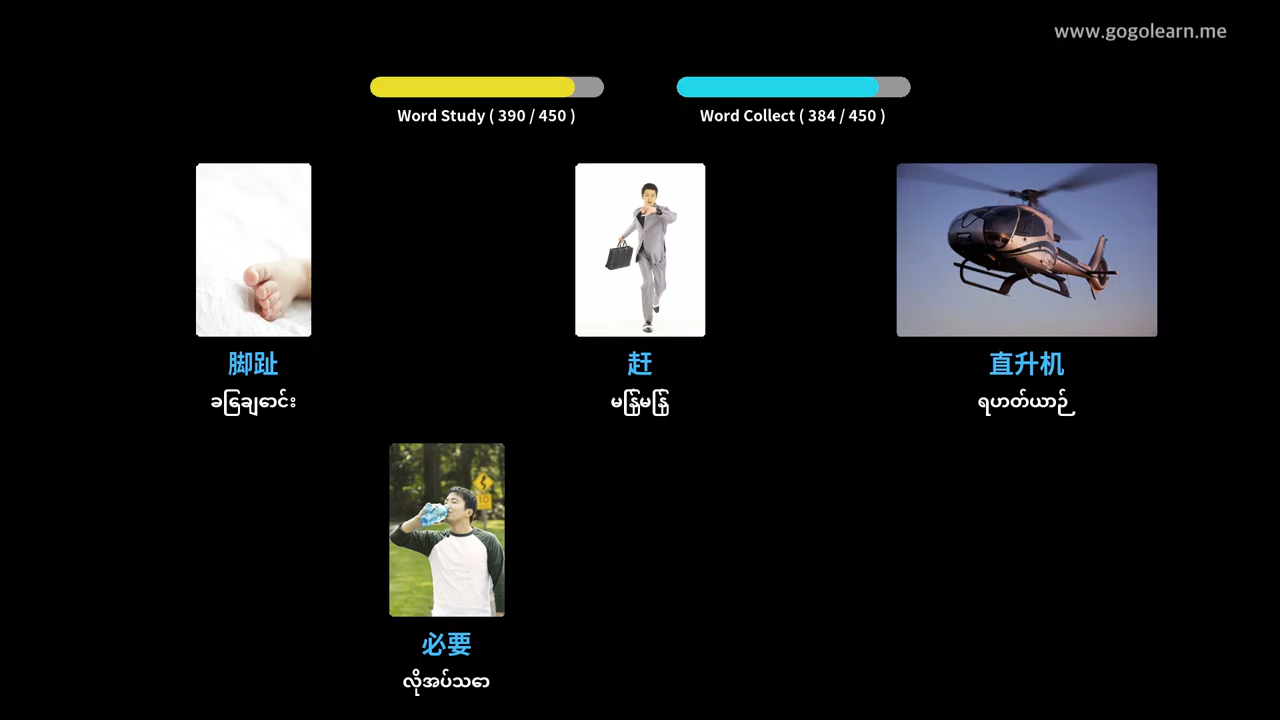 www.gogolearn.me
Word Study ( 390 / 450 )
Word Collect ( 384 / 450 )
脚趾
ခြေချောင်း
赶
မြန်မြန်
直升机
ရဟတ်ယာဉ်
必要
လိုအပ်သော